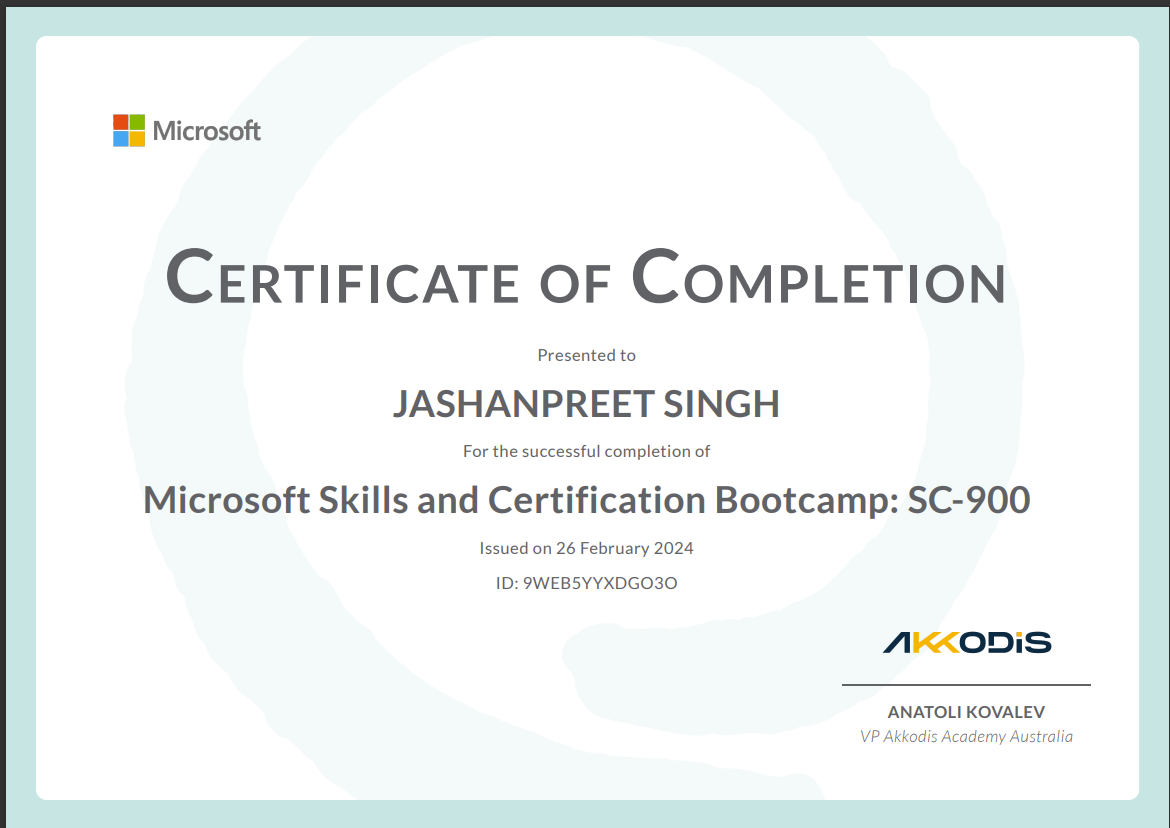 Microsoft
CERTIFICATE OF COMPLETION
Presented to
JASHANPREET SINGH
For the successful completion of
Microsoft Skills and Certification Bootcamp: SC-900
Issued on 26 February 2024
ID: 9WEB5YYXDGO3O
AKKODiS
ANATOLI KOVALEV
VP Akkodis Academy Australia